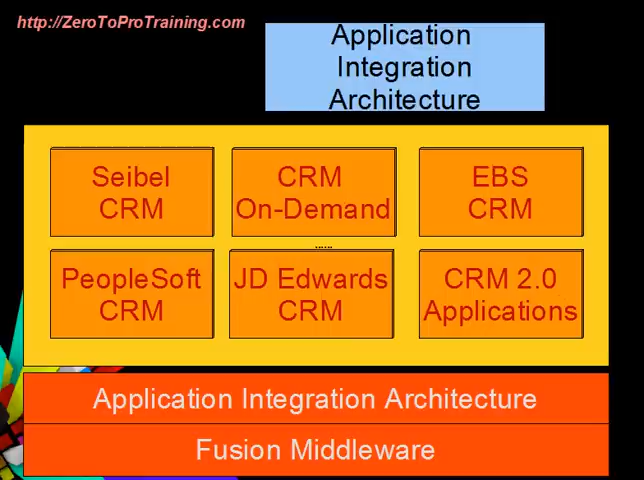 http://ZeroToProTraining.com
Application
Integration
Architecture
Seibel
CRM
CRM
On-Demand
EBS
CRM
......
PeopleSoft
CRM
JD Edwards
CRM
CRM 2.0
Applications
Application Integration Architecture
Fusion Middleware